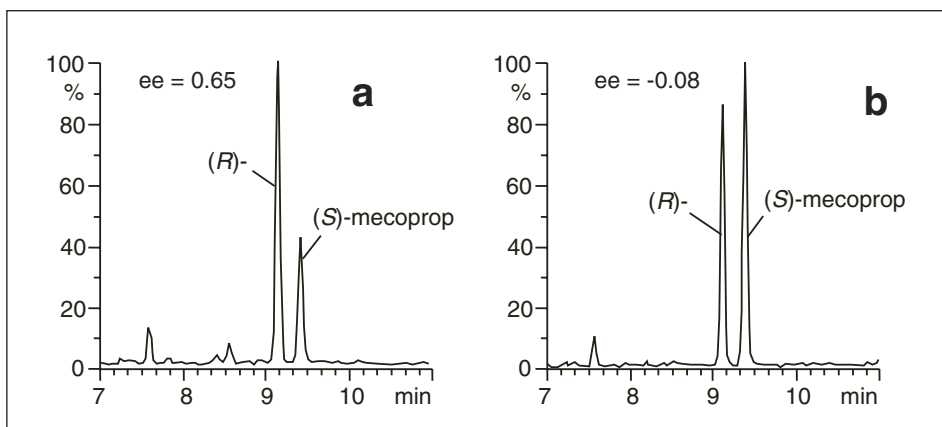 100
%
80
60
40
20
0
7 8 9 10 min
ee = 0.65
a
(R)-
(S)-mecoprop
100
%
80
60
40
20
0
7 8 9 10 min
ee = -0.08
b
(R)-
(S)-mecoprop